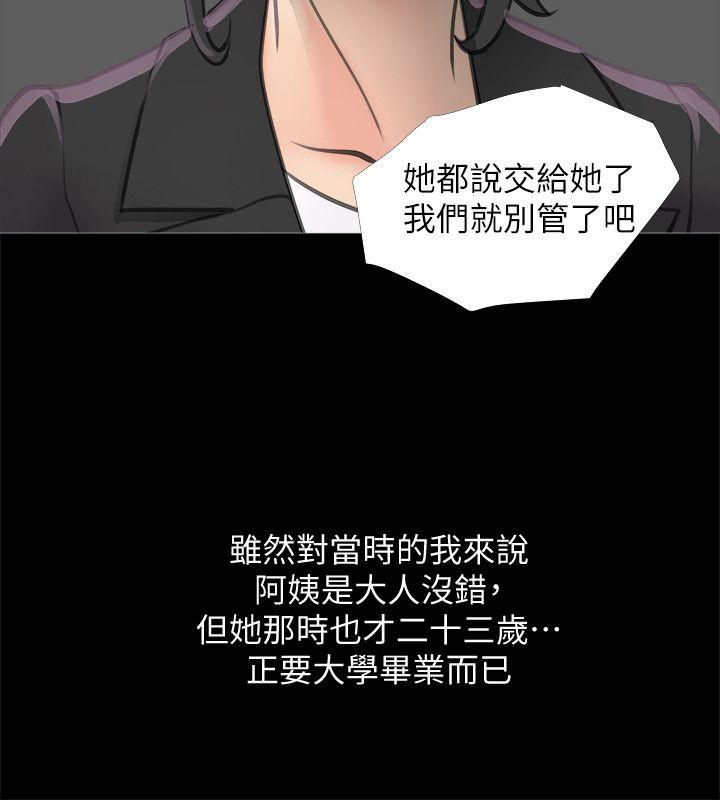 她都說交給她了
我們就別管了吧
雖然對當時的我來說
阿姨是大人沒錯，
但她那時也才二十三歲…
正要大學畢業而已